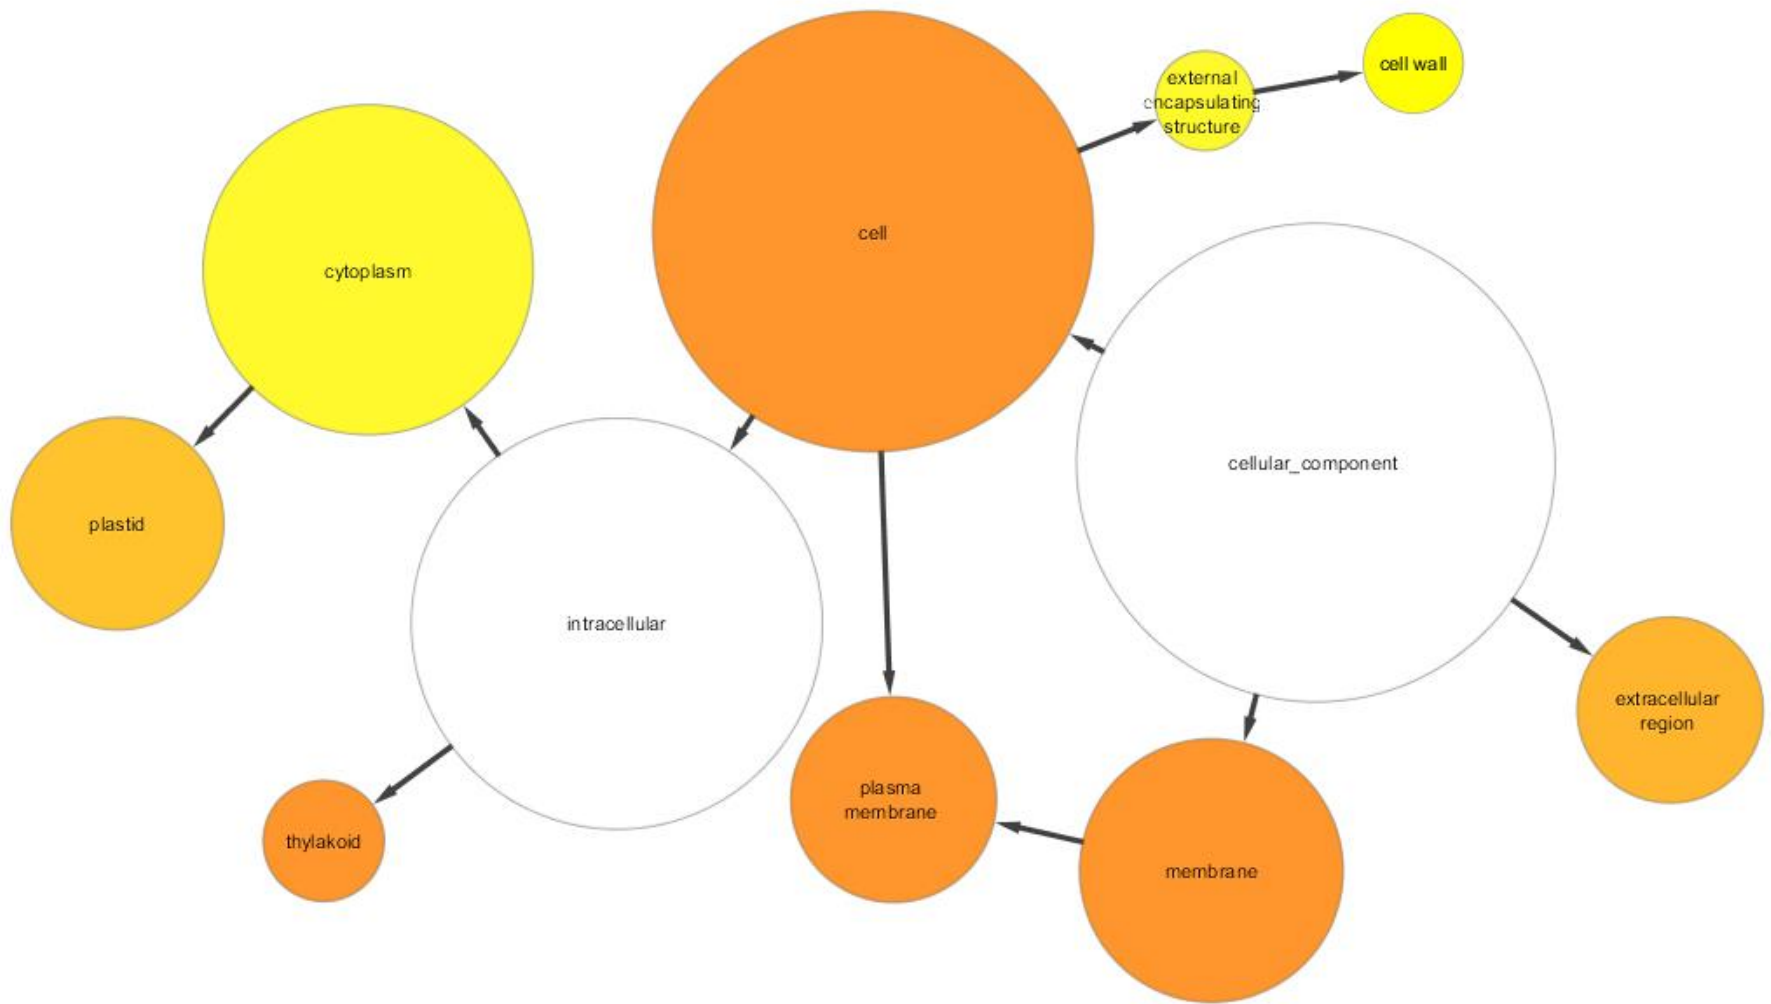 cell wall
external
encapsulating
structure
cell
cytoplasm
cellular_component
plastid
intracellular
extracellular
region
plasma
membrane
thylakoid
membrane